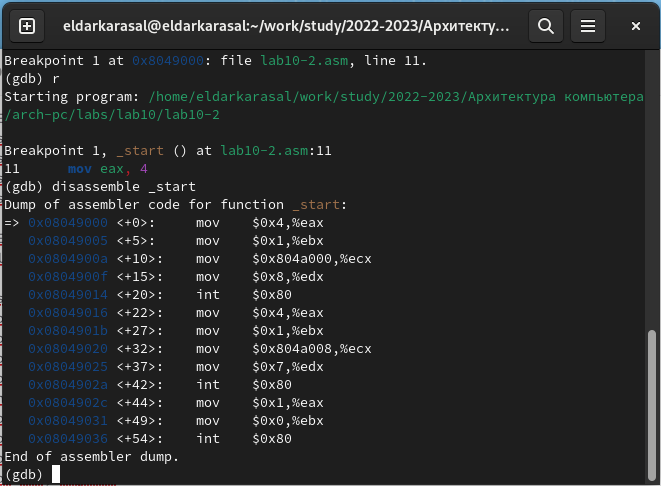 eldarkarasal@eldarkarasal:~/work/study/2022-2023/Архитекту...
Breakpoint 1 at 0x8049000: file lab10-2.asm, line 11.
(gdb) r
Starting program: /home/eldarkarasal/work/study/2022-2023/Архитектура компьютера
/arch-pc/labs/lab10/lab10-2
Breakpoint 1, _start () at lab10-2.asm:11
11      mov eax, 4
(gdb) disassemble _start
Dump of assembler code for function _start:
=> 0x08049000 <+0>:     mov    $0x4,%eax
   0x08049005 <+5>:     mov    $0x1,%ebx
   0x0804900a <+10>:    mov    $0x804a000,%ecx
   0x0804900f <+15>:    mov    $0x8,%edx
   0x08049014 <+20>:    int    $0x80
   0x08049016 <+22>:    mov    $0x4,%eax
   0x0804901b <+27>:    mov    $0x1,%ebx
   0x08049020 <+32>:    mov    $0x804a008,%ecx
   0x08049025 <+37>:    mov    $0x7,%edx
   0x0804902a <+42>:    int    $0x80
   0x0804902c <+44>:    mov    $0x1,%eax
   0x08049031 <+49>:    mov    $0x0,%ebx
   0x08049036 <+54>:    int    $0x80
End of assembler dump.
(gdb)